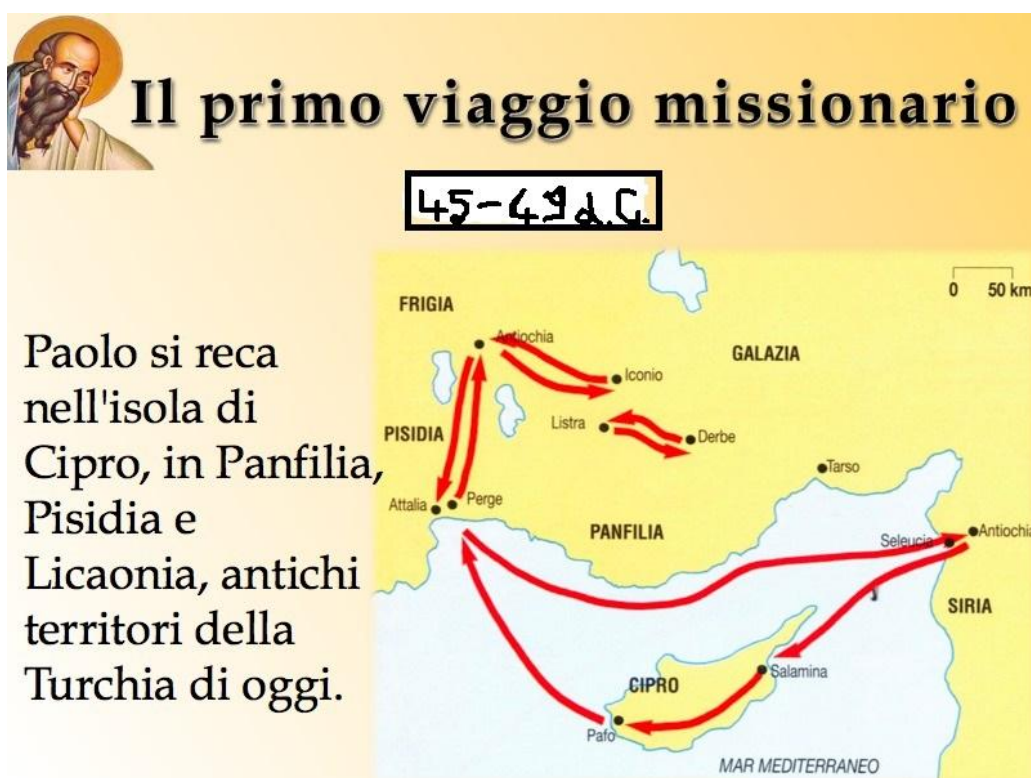 Il primo viaggio missionario
45-49 d.C.
Paolo si reca
nell'isola di
Cipro, in Panfilia,
Pisidia e
Licaonia, antichi
territori della
Turchia di oggi.
0 50 km
FRIGIA
Antiochia
GALAZIA
Iconio
Listra
PISIDIA
Derbe
Tarso
Attalia
Perge
PANFILIA
Seleucia
Antiochia
SIRIA
Salamina
CIPRO
Pafo
MAR MEDITERRANEO